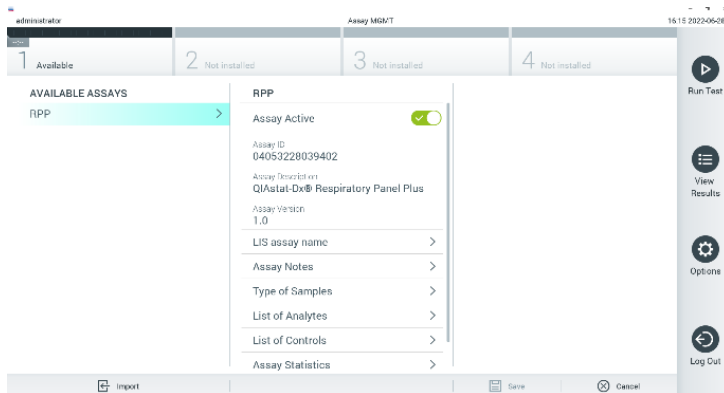 administrator Assay MGMT 16:15 2022-06-28
1 Available 2 Not installed 3 Not installed 4 Not installed
AVAILABLE ASSAYS
RPP
RPP
Assay Active
Assay ID
04053228039402
Assay Description
QIAstat-Dx® Respiratory Panel Plus
Assay Version
1.0
LIS assay name
Assay Notes
Type of Samples
List of Analytes
List of Controls
Assay Statistics
Run Test
View
Results
Options
Log Out
Import Save Cancel